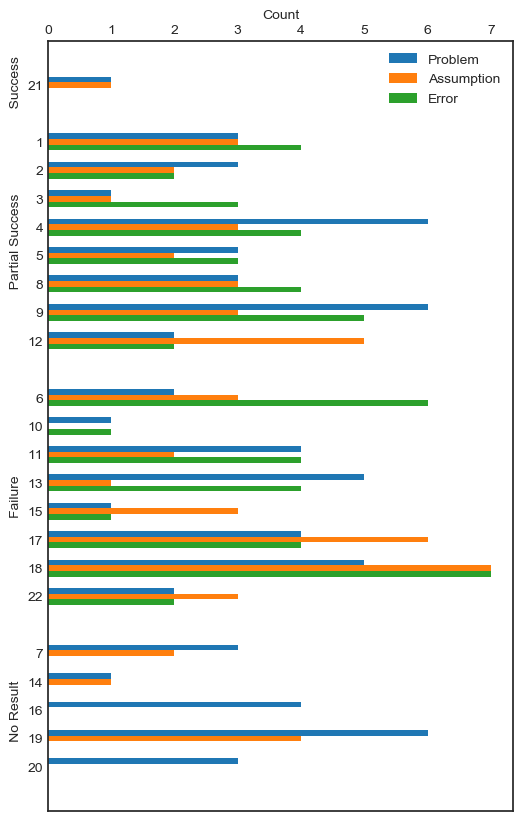 Count
0 1 2 3 4 5 6 7
Problem
Assumption
Error
Success
21
Partial Success
1
2
3
4
5
8
9
12
Failure
6
10
11
13
15
17
18
22
No Result
7
14
16
19
20